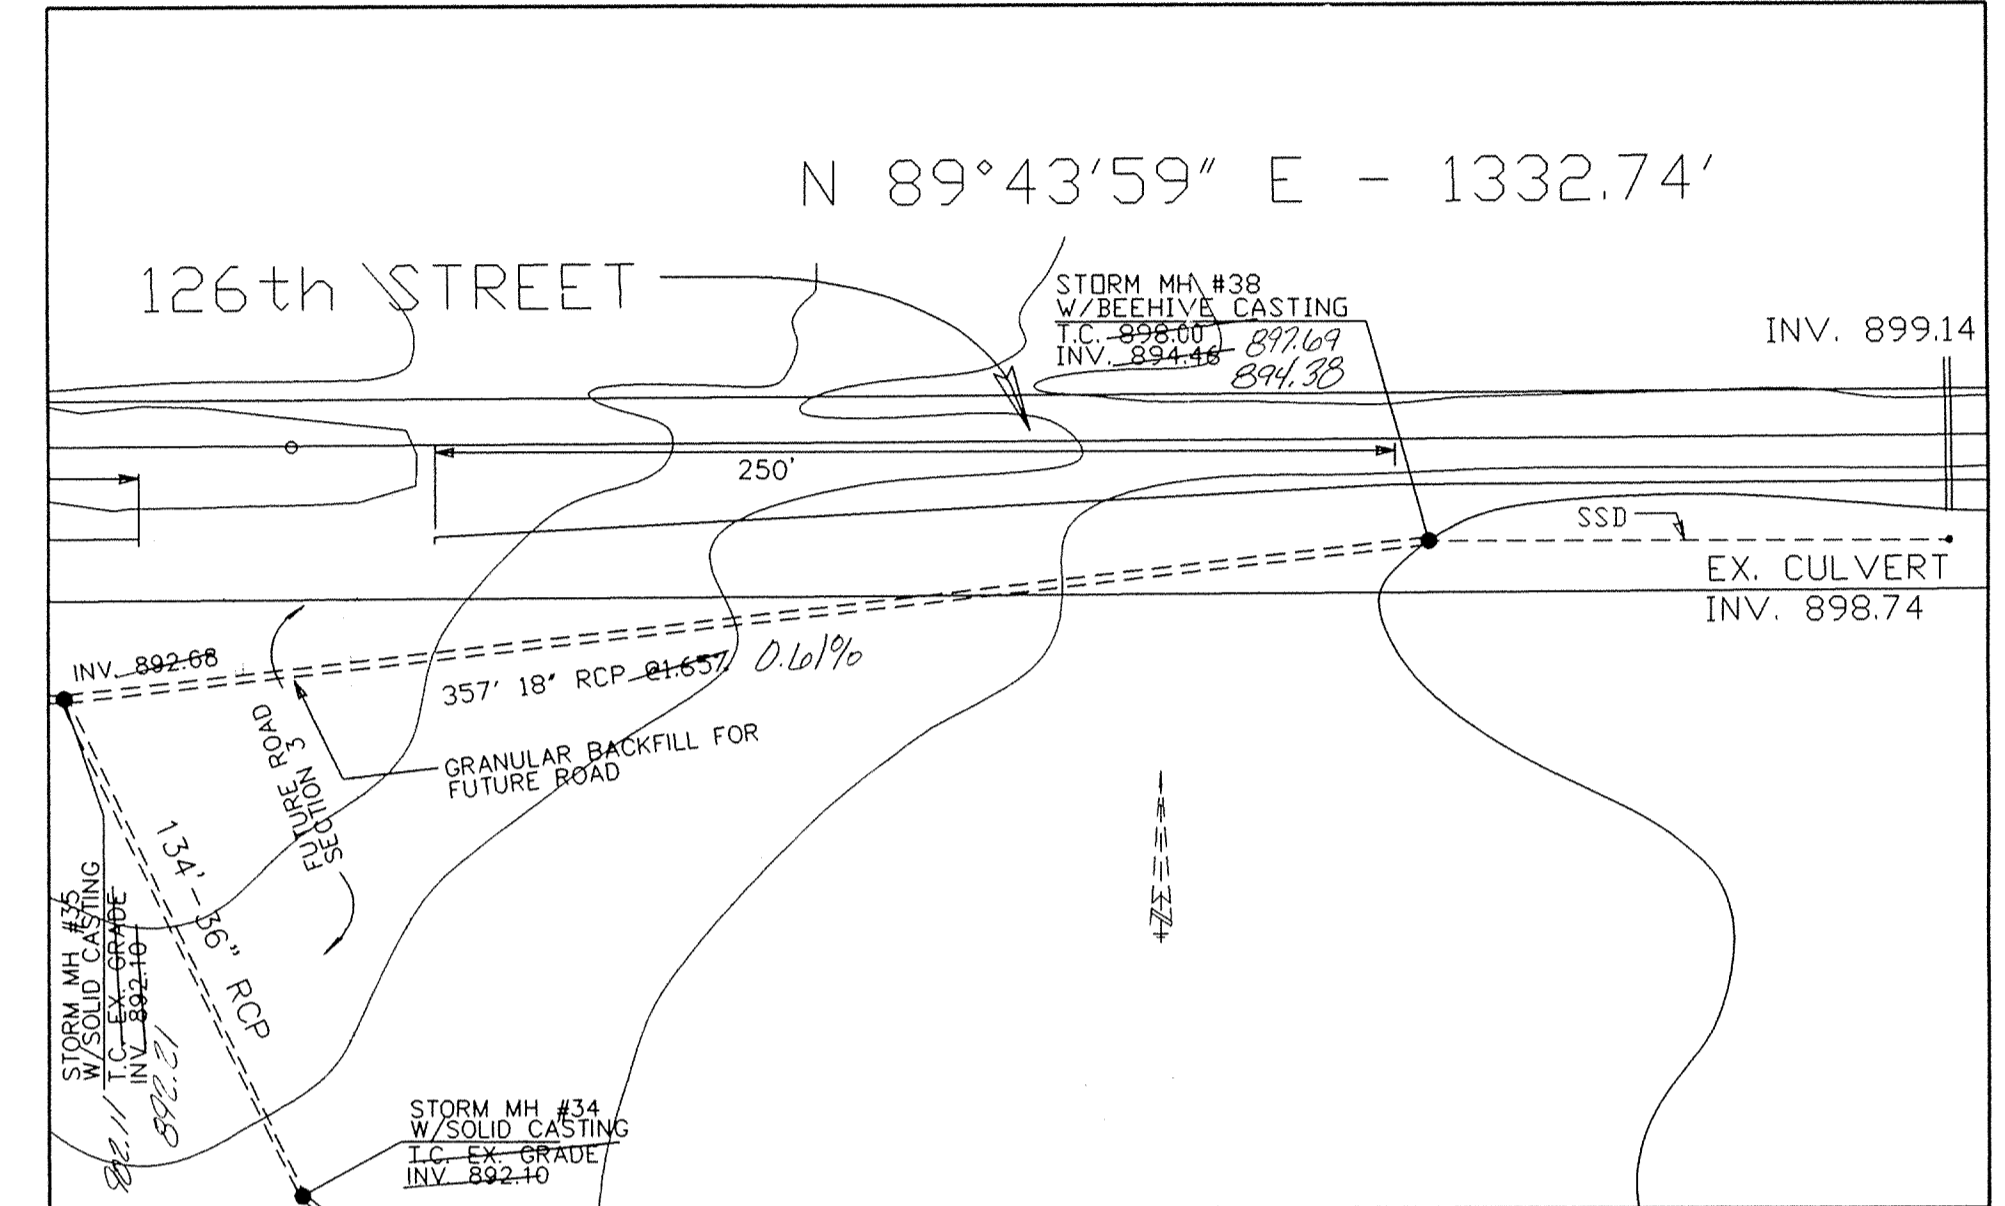 N 89°43'59" E - 1332.74'
126th STREET
STORM MH #38
W/BEEHIVE CASTING
T.C. 898.00 897.69
INV. 894.46 894.38
INV. 899.14
250'
SSD
EX. CULVERT
INV. 898.74
INV. 892.68
357' 18" RCP @1.65% 0.61%
GRANULAR BACKFILL FOR
FUTURE ROAD
FUTURE ROAD
SECTION 3
134' - 36" RCP
STORM MH #35
W/SOLID CASTING
T.C. EX. GRADE
INV 892.10
892.21
STORM MH #34
W/SOLID CASTING
T.C. EX. GRADE
INV. 892.10
N